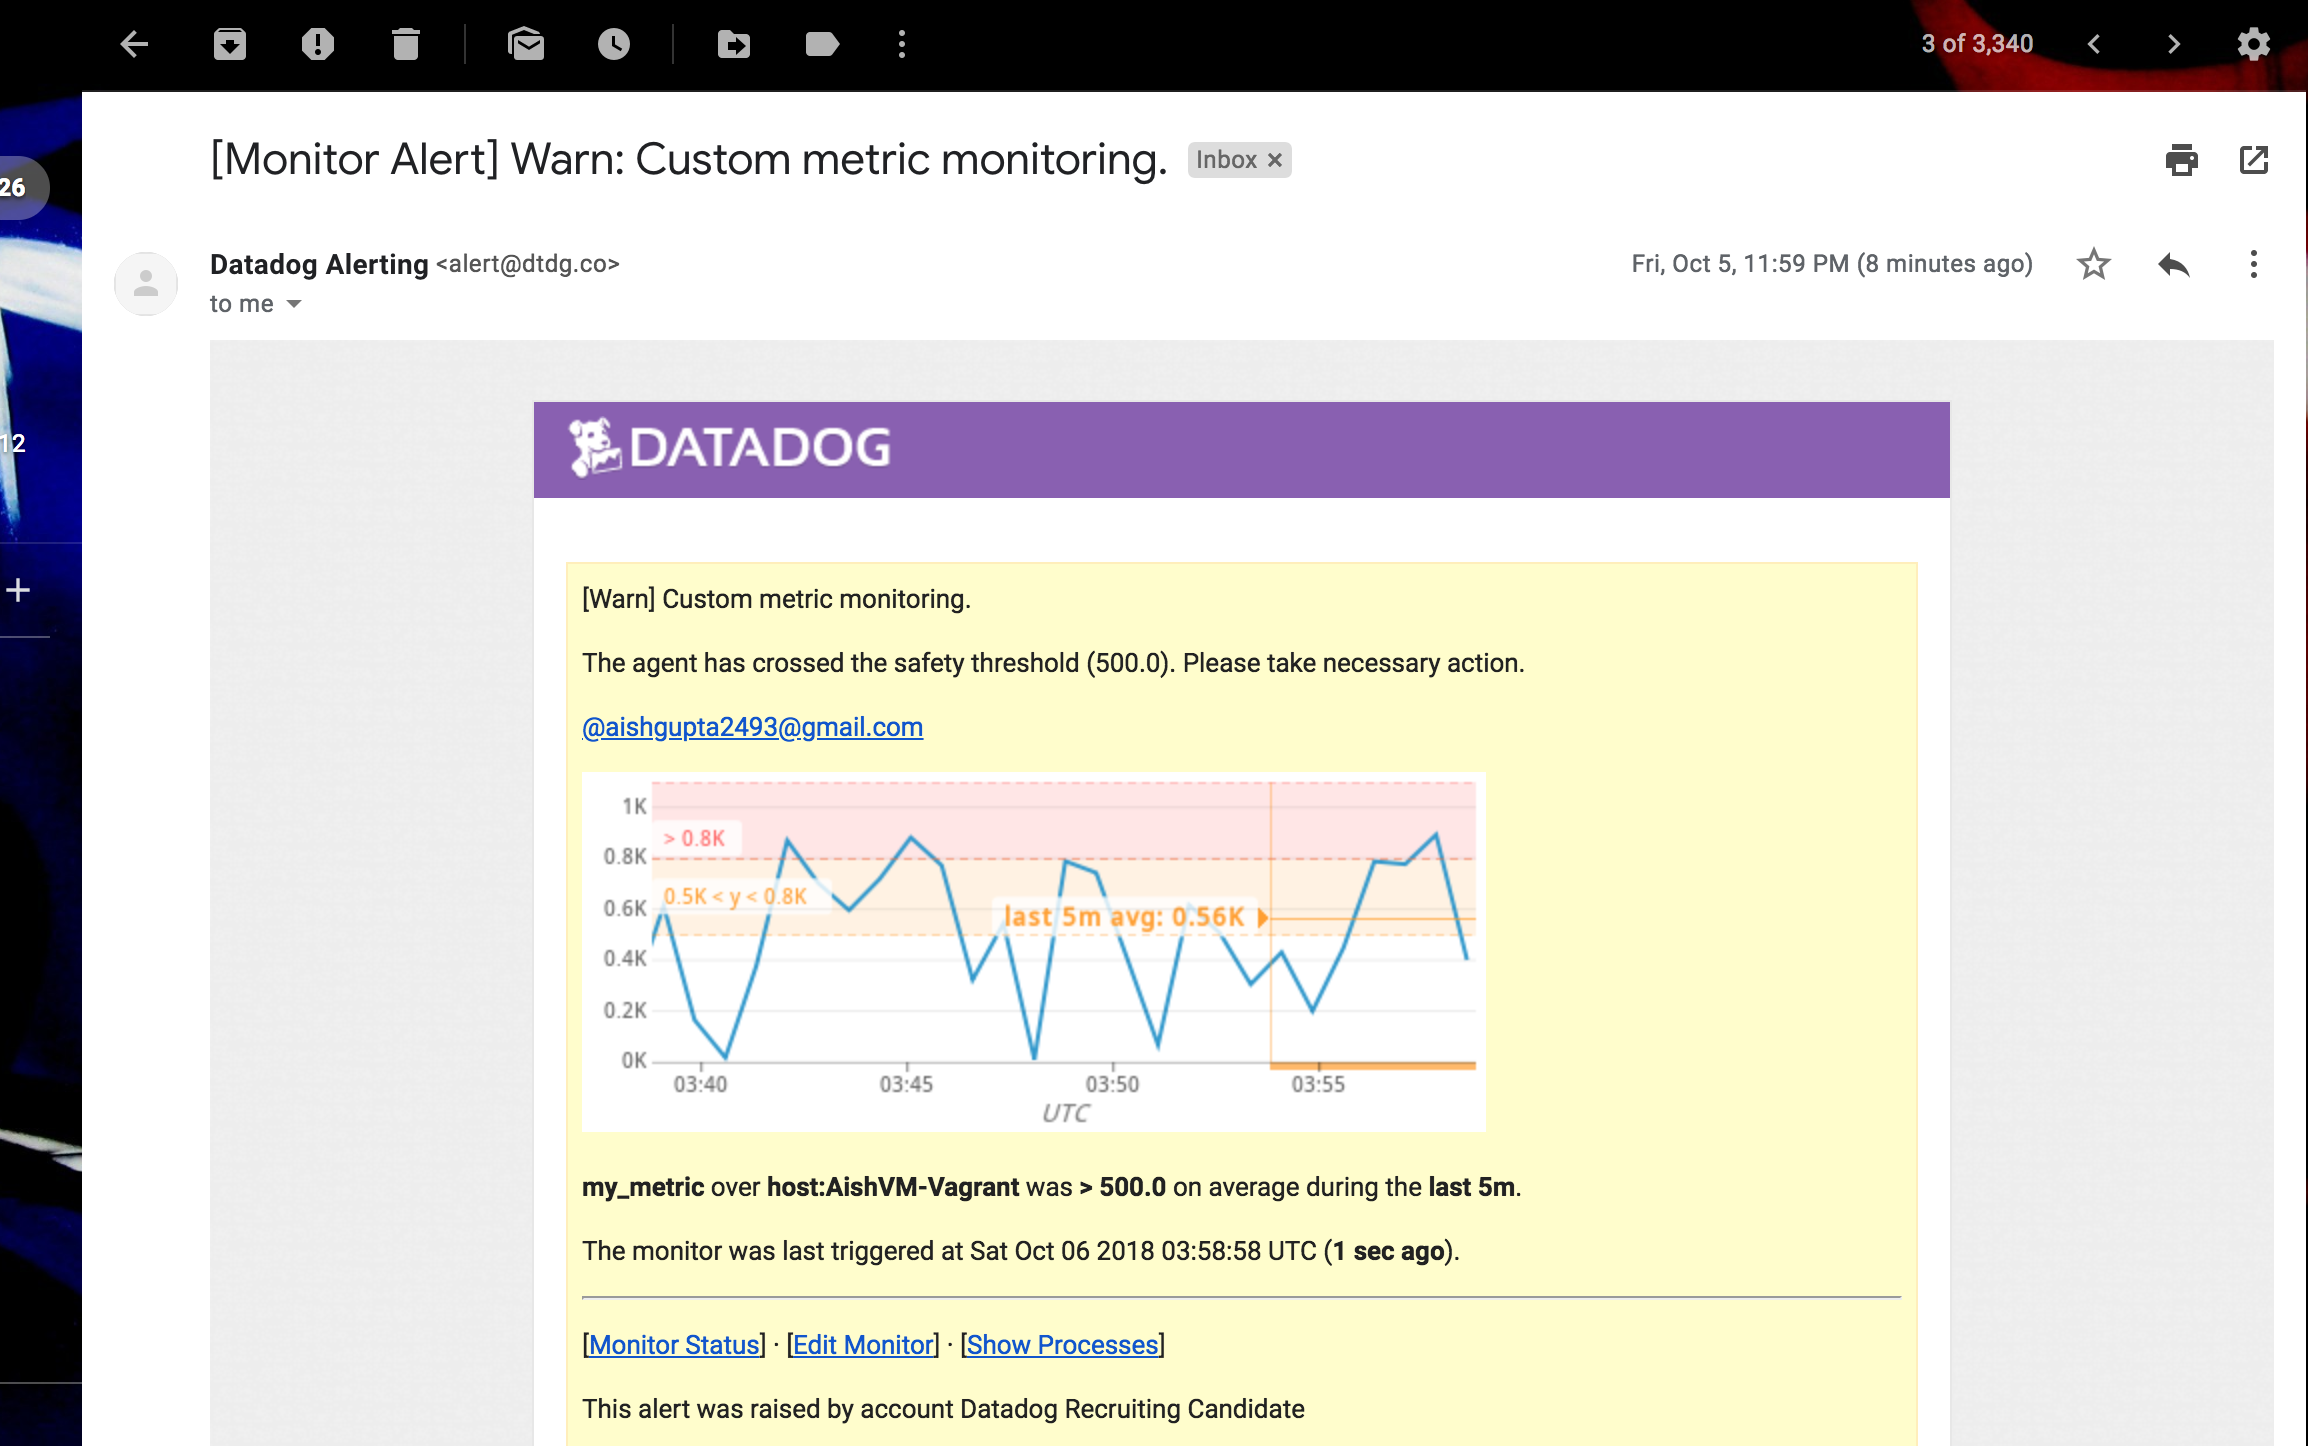 3 of 3,340
[Monitor Alert] Warn: Custom metric monitoring.
Inbox ×
26
Datadog Alerting <alert@dtdg.co>
Fri, Oct 5, 11:59 PM (8 minutes ago)
to me
12
DATADOG
[Warn] Custom metric monitoring.
The agent has crossed the safety threshold (500.0). Please take necessary action.
@aishgupta2493@gmail.com
1K
> 0.8K
0.8K
0.5K < y < 0.8K
0.6K
last 5m avg: 0.56K
0.4K
0.2K
0K
03:40 03:45 03:50 03:55
UTC
my_metric over host:AishVM-Vagrant was > 500.0 on average during the last 5m.
The monitor was last triggered at Sat Oct 06 2018 03:58:58 UTC (1 sec ago).
[Monitor Status] · [Edit Monitor] · [Show Processes]
This alert was raised by account Datadog Recruiting Candidate